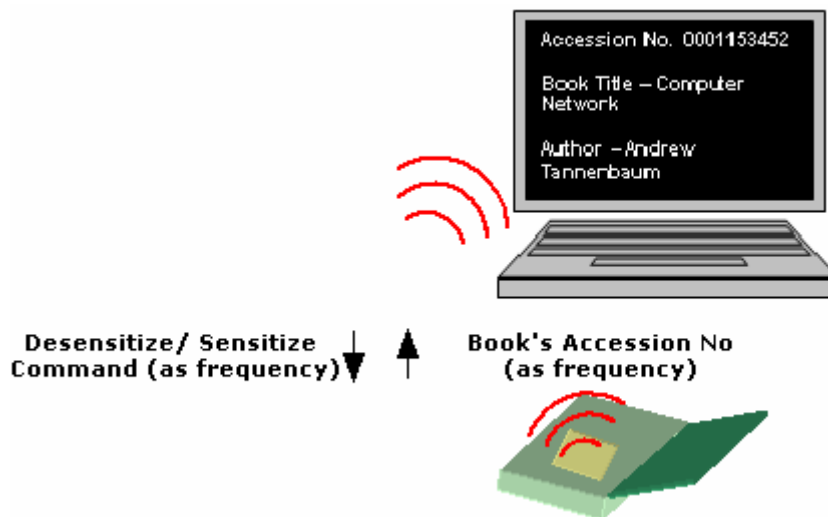 Accession No. 0001153452
Book Title – Computer
Network
Author – Andrew
Tannenbaum
Desensitize/ Sensitize
Command (as frequency)
Book's Accession No
(as frequency)